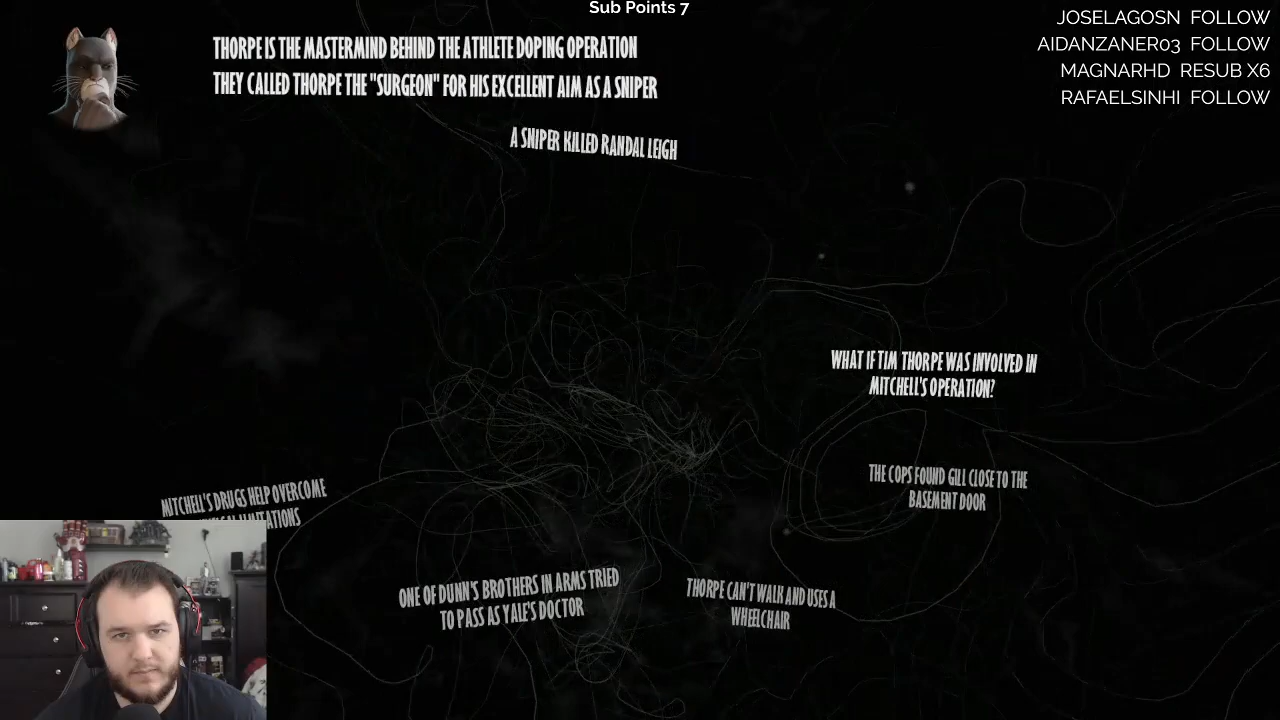 Sub Points 7
JOSELAGOSN FOLLOW
AIDANZANER03 FOLLOW
MAGNARHD RESUB X6
RAFAELSINHI FOLLOW
THORPE IS THE MASTERMIND BEHIND THE ATHLETE DOPING OPERATION
THEY CALLED THORPE THE "SURGEON" FOR HIS EXCELLENT AIM AS A SNIPER
A SNIPER KILLED RANDAL LEIGH
WHAT IF TIM THORPE WAS INVOLVED IN
MITCHELL'S OPERATION?
THE COPS FOUND GILL CLOSE TO THE
BASEMENT DOOR
MITCHELL'S DRUGS HELP OVERCOME
ONE OF DUNN'S BROTHERS IN ARMS TRIED
TO PASS AS YALE'S DOCTOR
THORPE CAN'T WALK AND USES A
WHEELCHAIR